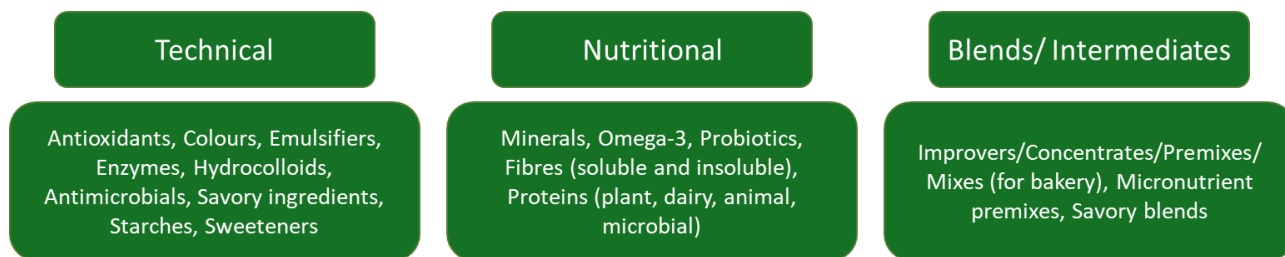 Technical
Antioxidants, Colours, Emulsifiers,
Enzymes, Hydrocolloids,
Antimicrobials, Savory ingredients,
Starches, Sweeteners
Nutritional
Minerals, Omega-3, Probiotics,
Fibres (soluble and insoluble),
Proteins (plant, dairy, animal,
microbial)
Blends/ Intermediates
Improvers/Concentrates/Premixes/
Mixes (for bakery), Micronutrient
premixes, Savory blends